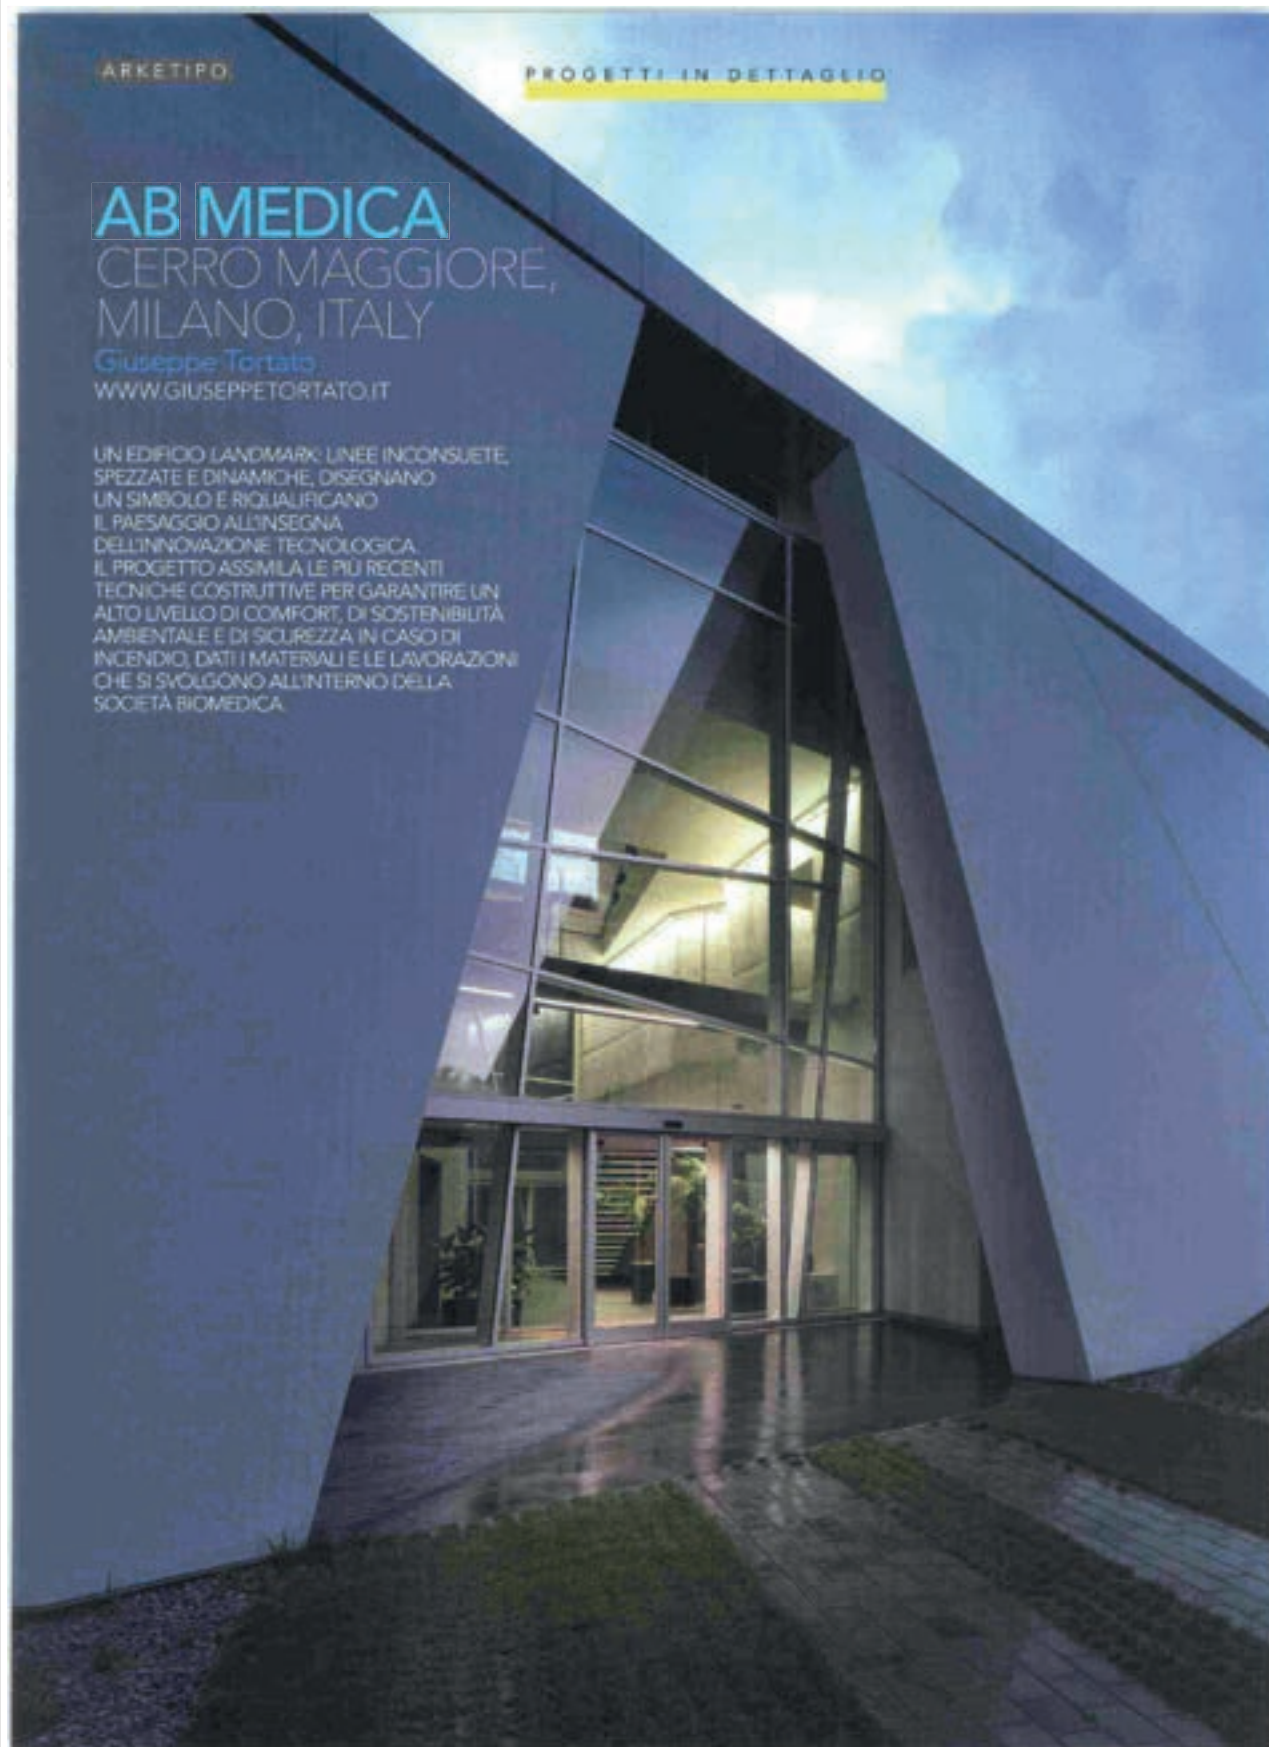 ARKETIPO
PROGETTI IN DETTAGLIO
AB MEDICA
CERRO MAGGIORE,
MILANO, ITALY
Giuseppe Tortato
WWW.GIUSEPPETORTATO.IT
UN EDIFICIO LANDMARK: LINEE INCONSUETE,
SPEZZATE E DINAMICHE, DISEGNANO
UN SIMBOLO E RIQUALIFICANO
IL PAESAGGIO ALL'INSEGNA
DELL'INNOVAZIONE TECNOLOGICA.
IL PROGETTO ASSIMILA LE PIÙ RECENTI
TECNICHE COSTRUTTIVE PER GARANTIRE UN
ALTO LIVELLO DI COMFORT, DI SOSTENIBILITÀ
AMBIENTALE E DI SICUREZZA IN CASO DI
INCENDIO, DATI I MATERIALI E LE LAVORAZIONI
CHE SI SVOLGONO ALL'INTERNO DELLA
SOCIETÀ BIOMEDICA.